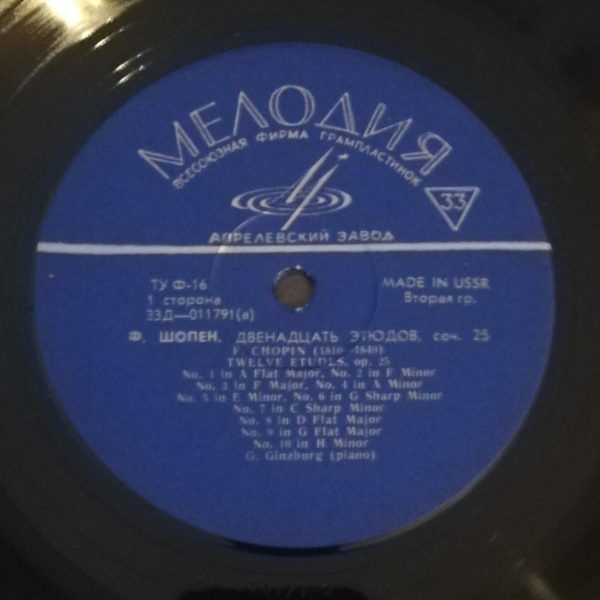 МЕЛОДИЯ
ВСЕСОЮЗНАЯ ФИРМА ГРАМПЛАСТИНОК
33
АПРЕЛЕВСКИЙ ЗАВОД
ТУ Ф-16
MADE IN USSR
1 сторона
Вторая гр.
33Д—011791(а)
Ф. ШОПЕН. ДВЕНАДЦАТЬ ЭТЮДОВ, соч. 25
F. CHOPIN (1810—1849)
TWELVE ETUDES, op. 25
No. 1 in A Flat Major, No. 2 in F Minor
No. 3 in F Major, No. 4 in A Minor
No. 5 in E Minor, No. 6 in G Sharp Minor
No. 7 in C Sharp Minor
No. 8 in D Flat Major
No. 9 in G Flat Major
No. 10 in H Minor
G. Ginzburg (piano)